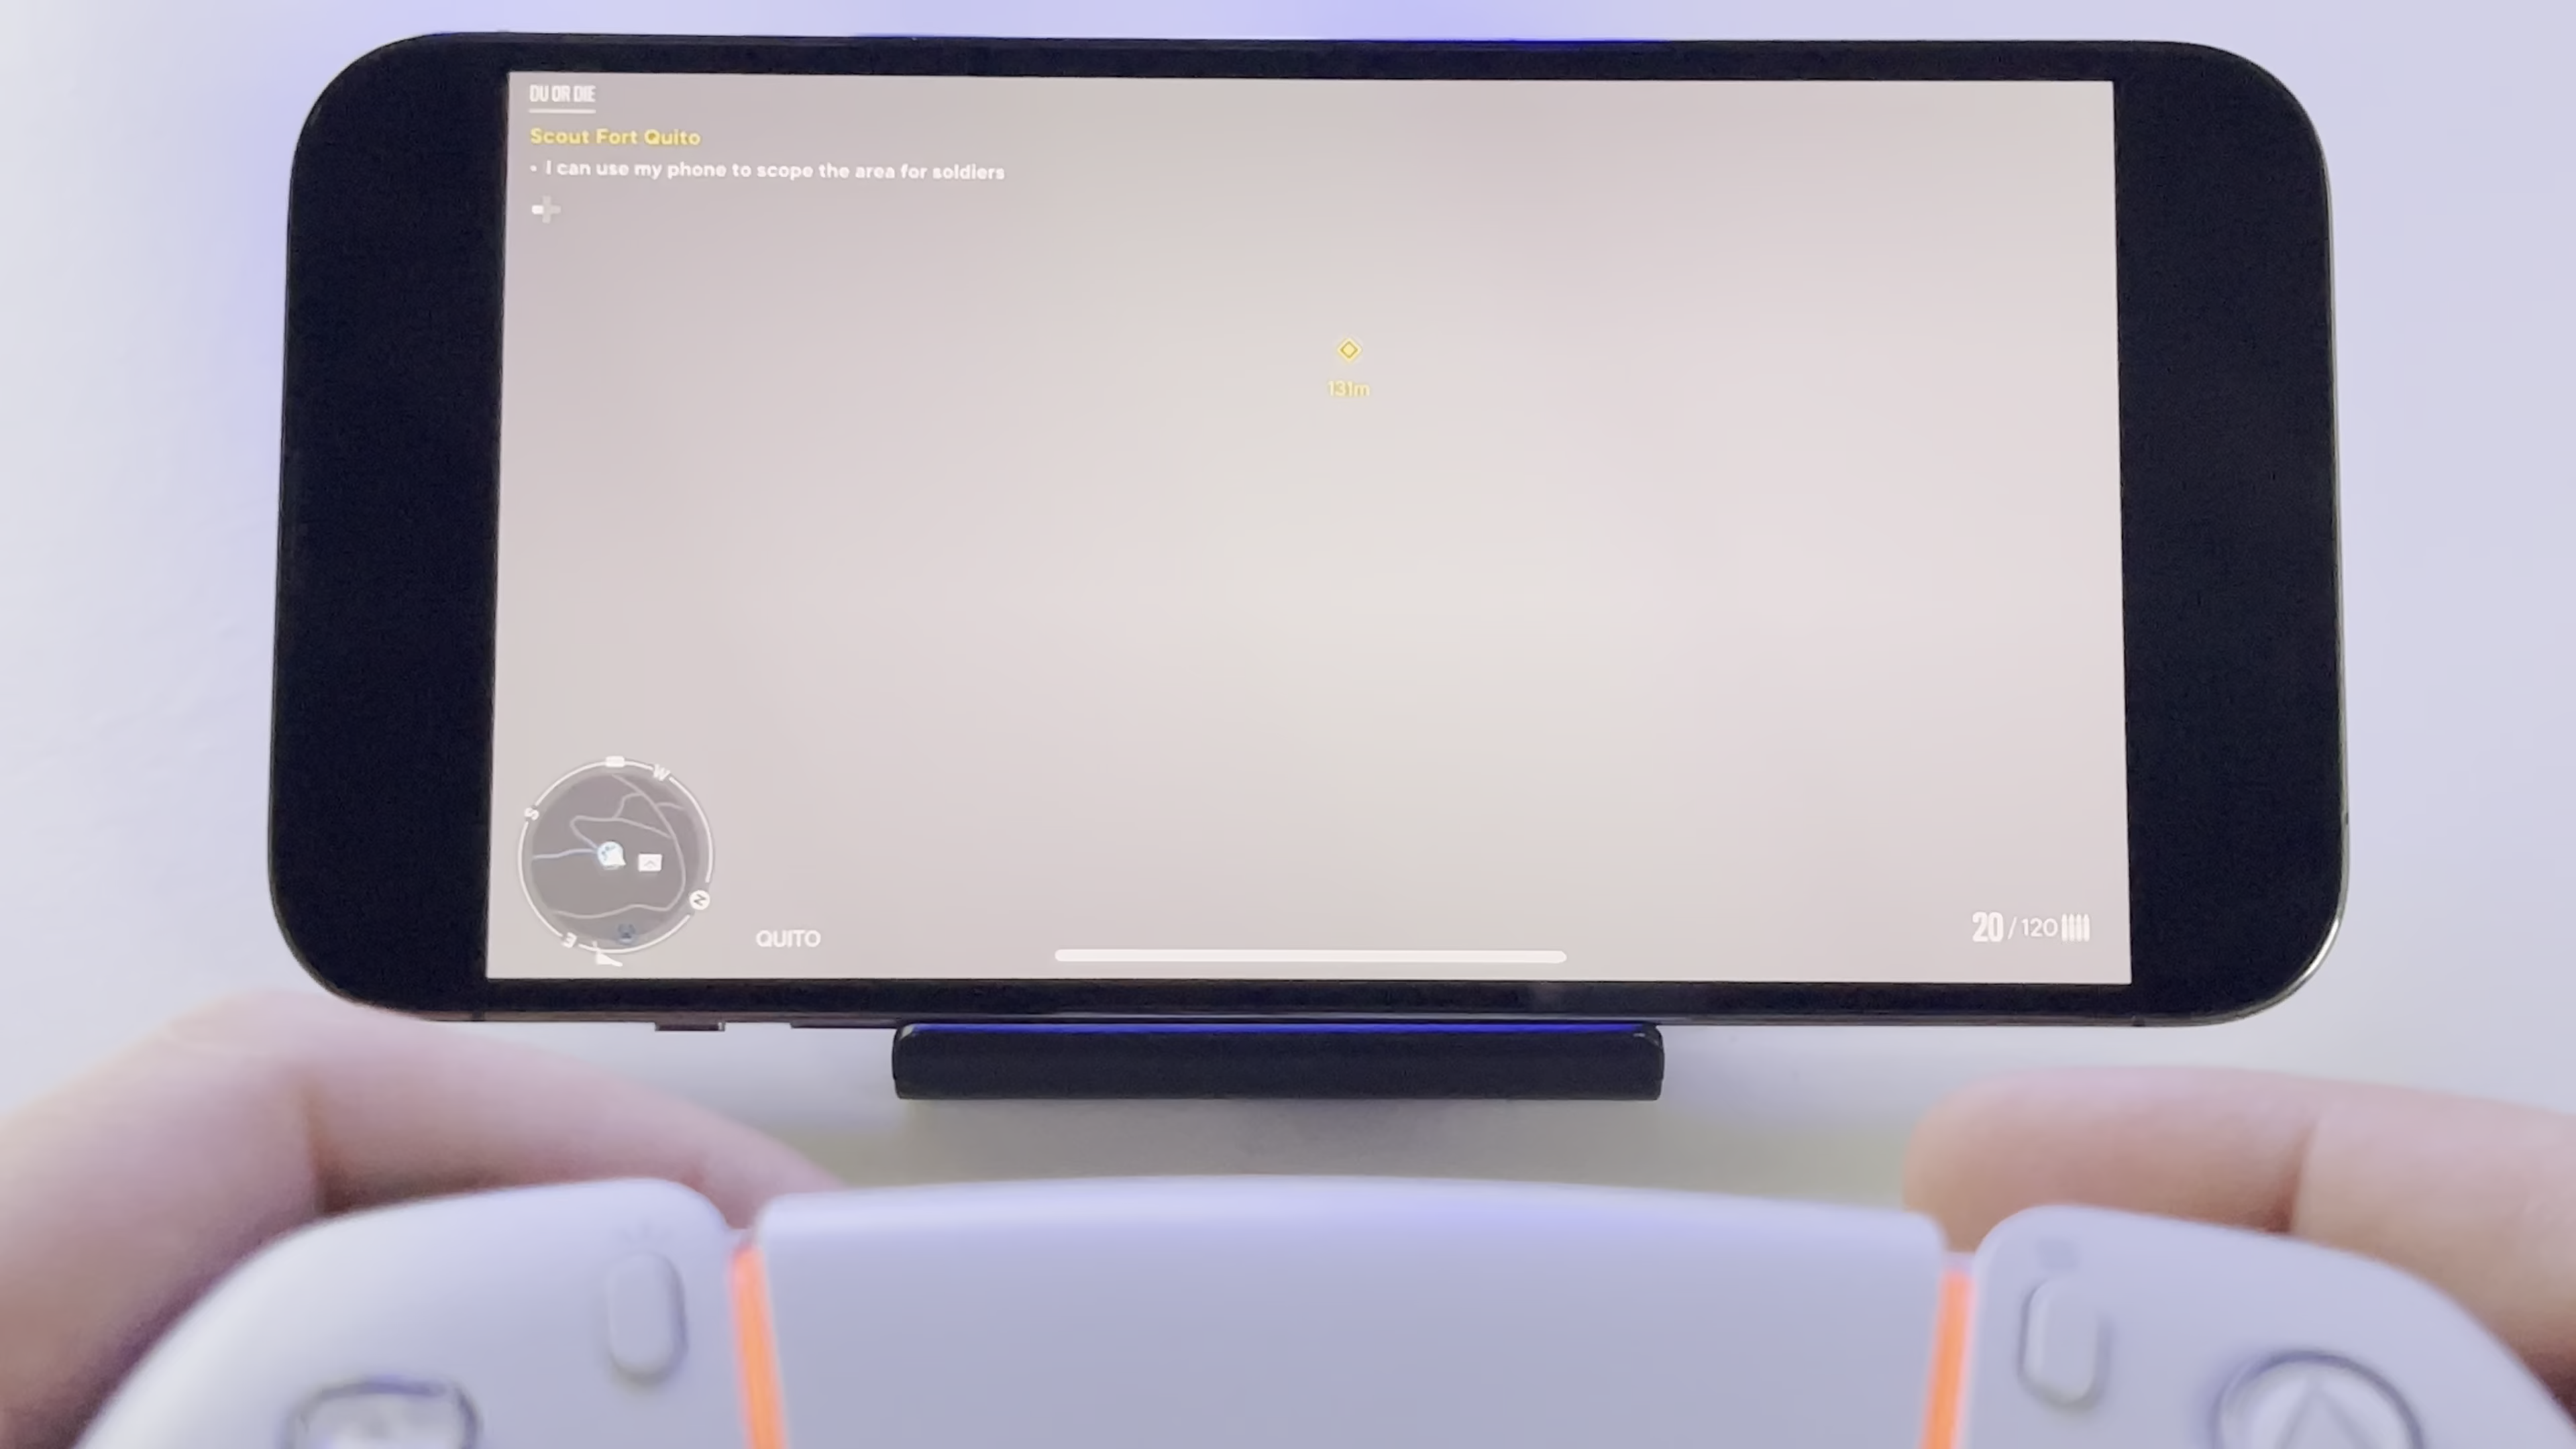 DU OR DIE
Scout Fort Quito
• I can use my phone to scope the area for soldiers
131m
W
S
N
E
QUITO
20 / 120